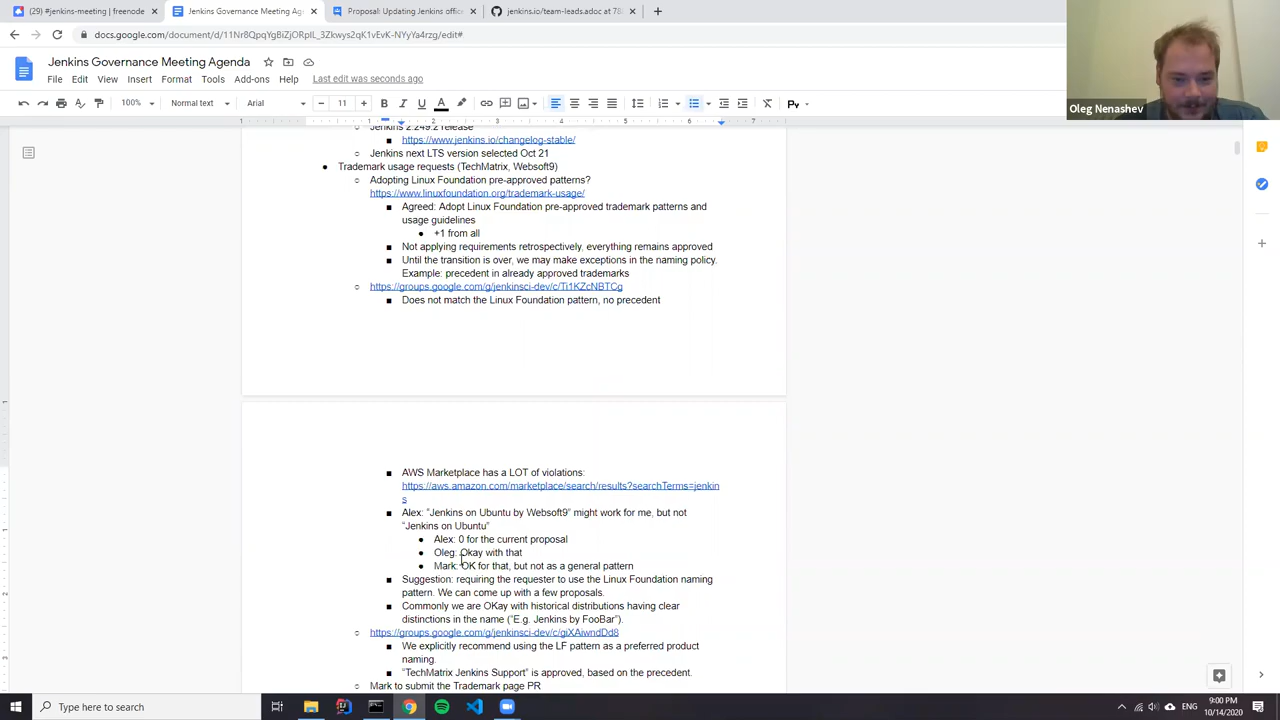 (29) #jenkins-meeting | freenode
Jenkins Governance Meeting Age
Proposal: Updating Jenkins office
jenkins.io/team-leads.adoc at 78
docs.google.com/document/d/11Nr8QpqYgBiZjORpIL_3Zkwys2qK1vEvK-NYyYa4rzg/edit#
Jenkins Governance Meeting Agenda
File Edit View Insert Format Tools Add-ons Help Last edit was seconds ago
Oleg Nenashev
100% Normal text Arial 11
1 1 2 3 4 5 6 7
Jenkins 2.249.2 release
https://www.jenkins.io/changelog-stable/
Jenkins next LTS version selected Oct 21
Trademark usage requests (TechMatrix, Websoft9)
Adopting Linux Foundation pre-approved patterns?
https://www.linuxfoundation.org/trademark-usage/
Agreed: Adopt Linux Foundation pre-approved trademark patterns and
usage guidelines
+1 from all
Not applying requirements retrospectively, everything remains approved
Until the transition is over, we may make exceptions in the naming policy.
Example: precedent in already approved trademarks
https://groups.google.com/g/jenkinsci-dev/c/Ti1KZcNBTCg
Does not match the Linux Foundation pattern, no precedent
AWS Marketplace has a LOT of violations:
https://aws.amazon.com/marketplace/search/results?searchTerms=jenkin
s
Alex: "Jenkins on Ubuntu by Websoft9" might work for me, but not
"Jenkins on Ubuntu"
Alex: 0 for the current proposal
Oleg: Okay with that
Mark: OK for that, but not as a general pattern
Suggestion: requiring the requester to use the Linux Foundation naming
pattern. We can come up with a few proposals.
Commonly we are OKay with historical distributions having clear
distinctions in the name ("E.g. Jenkins by FooBar").
https://groups.google.com/g/jenkinsci-dev/c/giXAiwndDd8
We explicitly recommend using the LF pattern as a preferred product
naming.
"TechMatrix Jenkins Support" is approved, based on the precedent.
Mark to submit the Trademark page PR
Type here to search
ENG
9:00 PM
10/14/2020